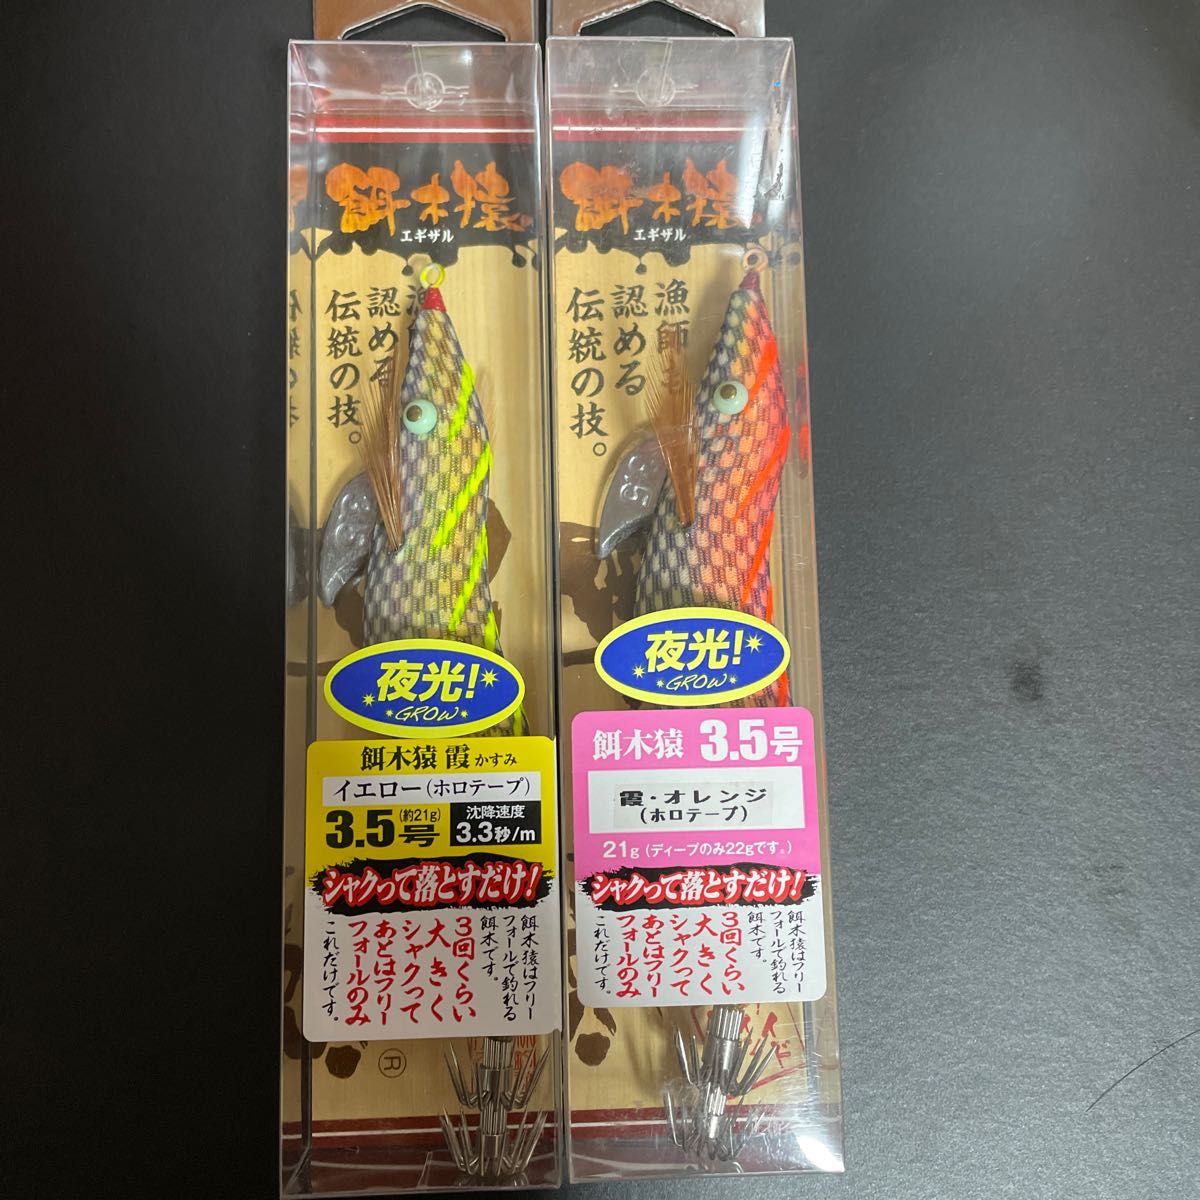 餌木猿
エギザル
漁
認める
伝統の技。
夜光!
GROW
餌木猿 霞 かすみ
イエロー(ホロテープ)
3.5号
(約21g)
沈降速度
3.3秒/m
シャクって落とすだけ!
餌木猿はフリー
フォールで釣れる
餌木です。
3回くらい
大きく
シャクって
あとはフリー
フォールのみ
これだけです。
R
餌木猿
エギザル
漁師も
認める
伝統の技。
3.5
夜光!
GROW
餌木猿 3.5号
霞・オレンジ
(ホロテープ)
21g(ディープのみ22gです。)
シャクって落とすだけ!
餌木猿はフリー
フォールで釣れる
餌木です。
3回くらい
大きく
シャクって
あとはフリー
フォールのみ
これだけです。